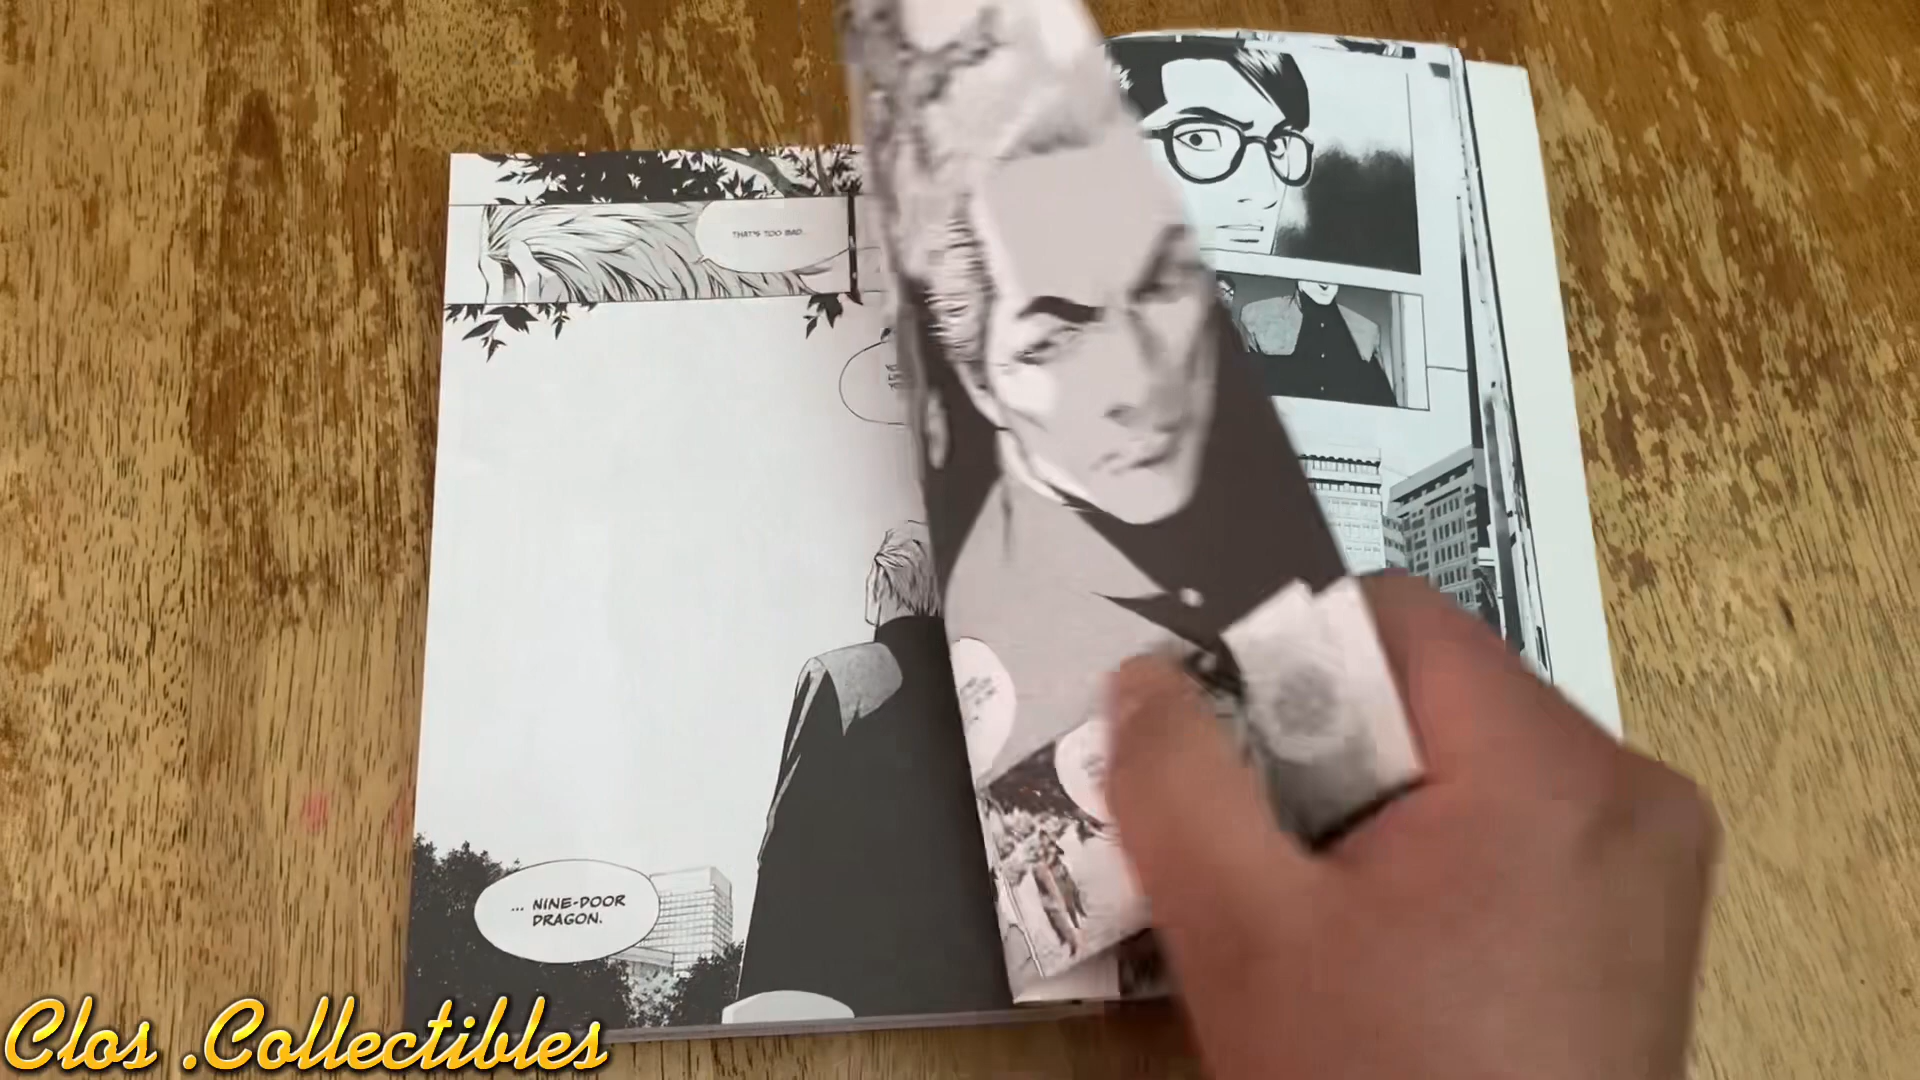 THAT'S TOO BAD...
... NINE-DOOR
DRAGON.
Clos .Collectibles